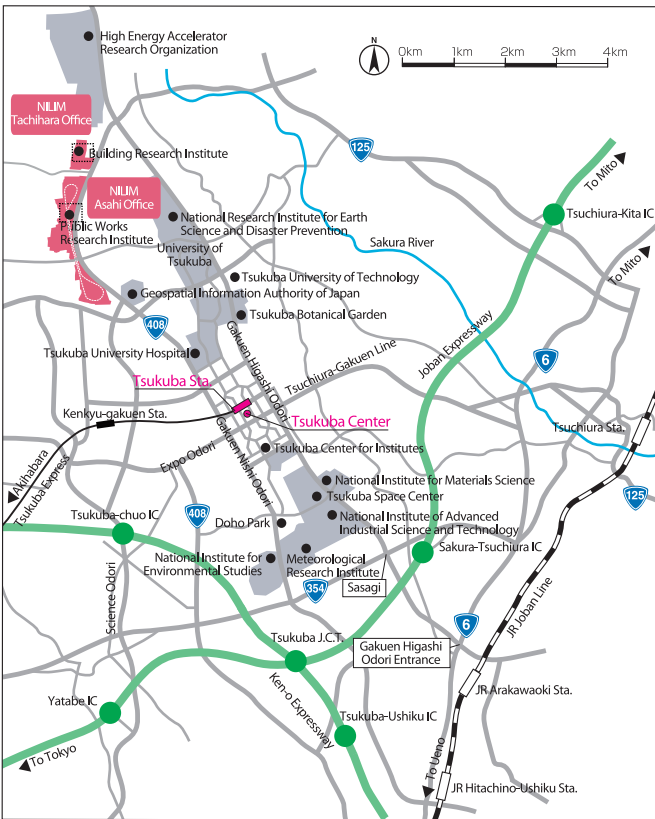 High Energy Accelerator
Research Organization
N
0km 1km 2km 3km 4km
NILIM
Tachihara Office
Building Research Institute
125
To Mito
NILIM
Asahi Office
Tsuchiura-Kita IC
Public Works
Research Institute
National Research Institute for Earth
Science and Disaster Prevention
University of
Tsukuba
Sakura River
To Mito
Tsukuba University of Technology
Geospatial Information Authority of Japan
Tsukuba Botanical Garden
408
Gakuen Higashi Odori
Joban Expressway
6
Tsukuba University Hospital
Tsuchiura-Gakuen Line
Tsukuba Sta.
Kenkyu-gakuen Sta.
Tsukuba Center
Tsuchiura Sta.
Expo Odori
Gakuen Nishi Odori
Tsukuba Center for Institutes
Akihabara
Tsukuba Express
National Institute for Materials Science
Tsukuba Space Center
125
Tsukuba-chuo IC
408
Doho Park
National Institute of Advanced
Industrial Science and Technology
Sakura-Tsuchiura IC
National Institute for
Environmental Studies
Meteorological
Research Institute
Sasagi
354
Science Odori
6
JR Joban Line
Gakuen Higashi
Odori Entrance
Tsukuba J.C.T.
Ken-o Expressway
JR Arakawaoki Sta.
Yatabe IC
Tsukuba-Ushiku IC
To Tokyo
To Ueno
JR Hitachino-Ushiku Sta.